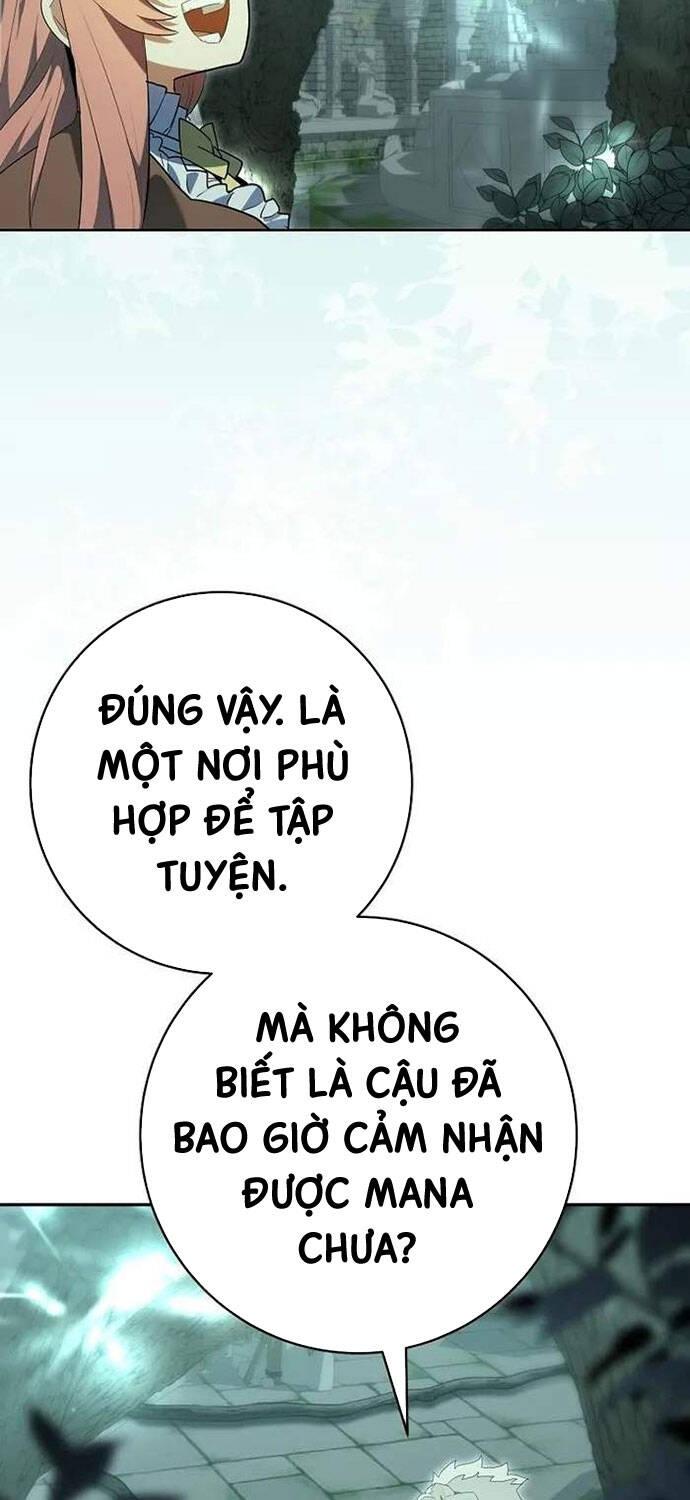 ĐÚNG VẬY. LÀ
MỘT NƠI PHÙ
HỢP ĐỂ TẬP
TUYỆN.
MÀ KHÔNG
BIẾT LÀ CẬU ĐÃ
BAO GIỜ CẢM NHẬN
ĐƯỢC MANA
CHƯA?